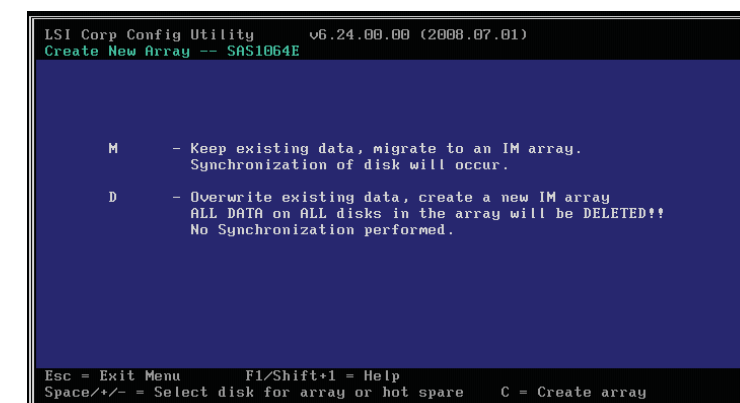 LSI Corp Config Utility v6.24.00.00 (2008.07.01)
Create New Array -- SAS1064E
M - Keep existing data, migrate to an IM array.
Synchronization of disk will occur.
D - Overwrite existing data, create a new IM array
ALL DATA on ALL disks in the array will be DELETED!!
No Synchronization performed.
Esc = Exit Menu F1/Shift+1 = Help
Space/+/- = Select disk for array or hot spare C = Create array